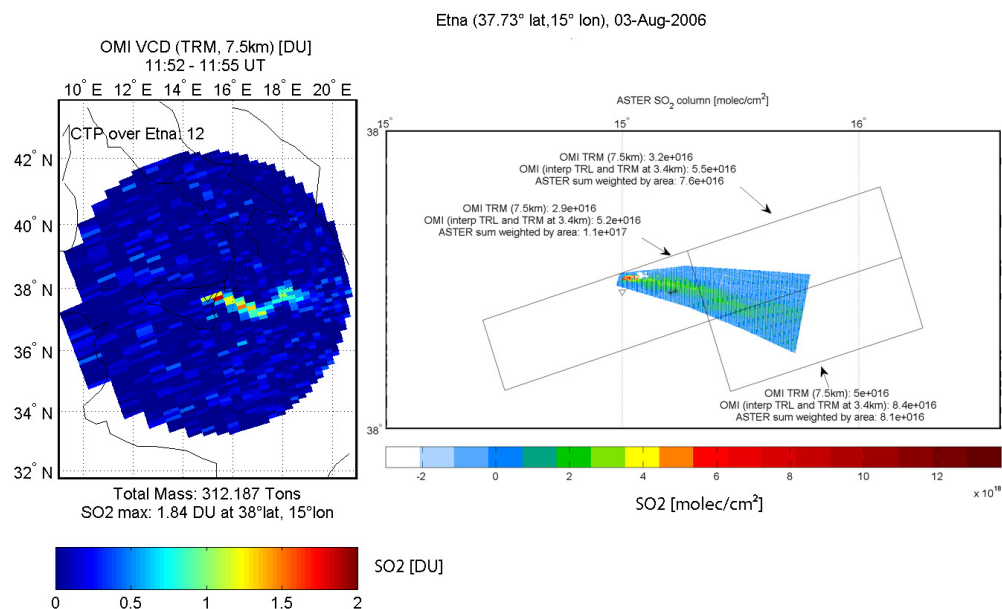 Etna (37.73° lat,15° lon), 03-Aug-2006
OMI VCD (TRM, 7.5km) [DU]
11:52 - 11:55 UT
10° E 12° E 14° E 16° E 18° E 20° E
CTP over Etna: 12
42° N
40° N
38° N
36° N
34° N
32° N
Total Mass: 312.187 Tons
SO2 max: 1.84 DU at 38°lat, 15°lon
SO2 [DU]
0 0.5 1 1.5 2
ASTER SO2 column [molec/cm²]
15° 15° 16°
38°
OMI TRM (7.5km): 3.2e+016
OMI (interp TRL and TRM at 3.4km): 5.5e+016
ASTER sum weighted by area: 7.6e+016
OMI TRM (7.5km): 2.9e+016
OMI (interp TRL and TRM at 3.4km): 5.2e+016
ASTER sum weighted by area: 1.1e+017
OMI TRM (7.5km): 5e+016
OMI (interp TRL and TRM at 3.4km): 8.4e+016
ASTER sum weighted by area: 8.1e+016
38°
-2 0 2 4 6 8 10 12
x 10^18
SO2 [molec/cm²]